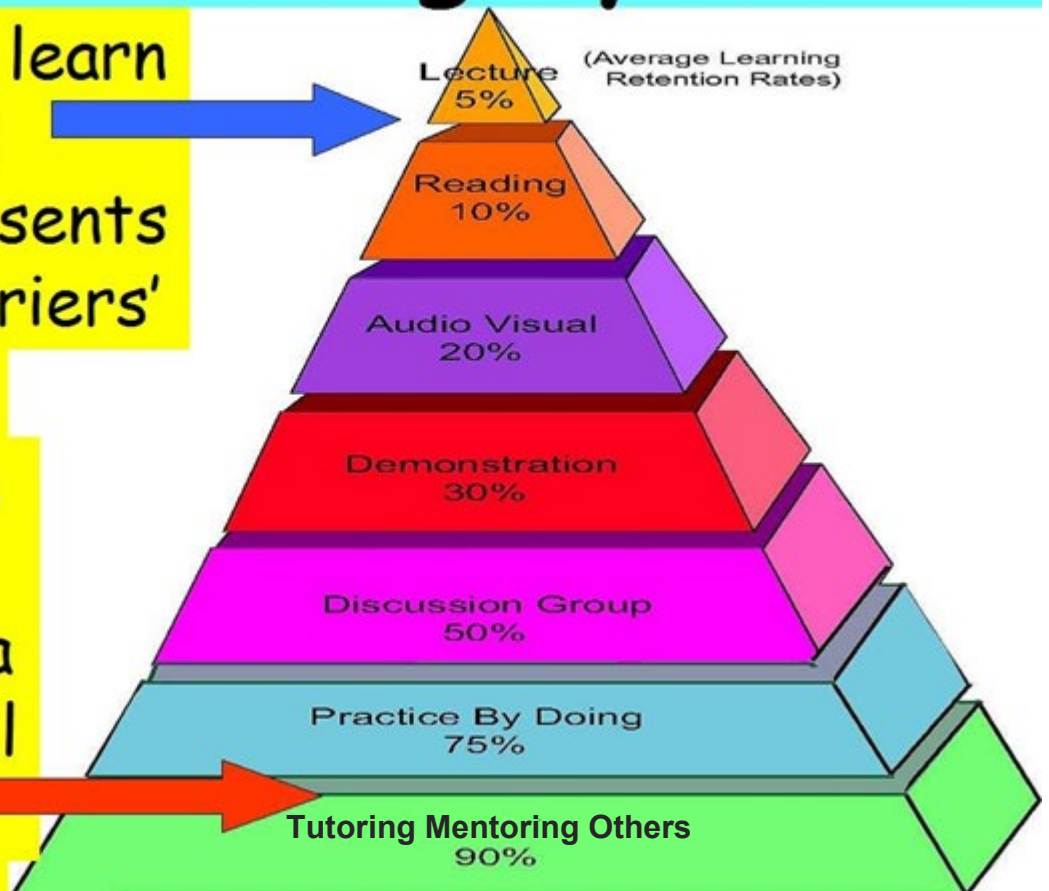 learn
sents
riers’
a
l
Lecture
5%
(Average Learning
Retention Rates)
Reading
10%
Audio Visual
20%
Demonstration
30%
Discussion Group
50%
Practice By Doing
75%
Tutoring Mentoring Others
90%